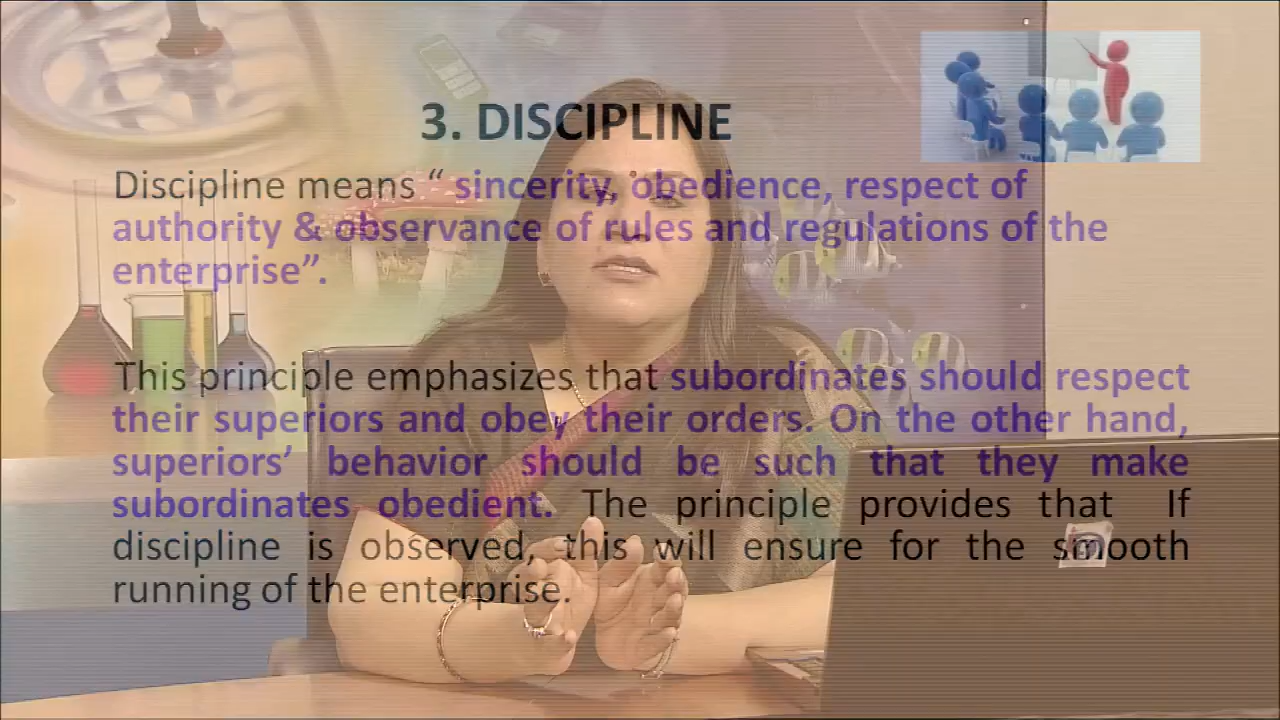 3. DISCIPLINE
Discipline means “ sincerity, obedience, respect of
authority & observance of rules and regulations of the
enterprise”.
This principle emphasizes that subordinates should respect
their superiors and obey their orders. On the other hand,
superiors’ behavior should be such that they make
subordinates obedient. The principle provides that If
discipline is observed, this will ensure for the smooth
running of the enterprise.